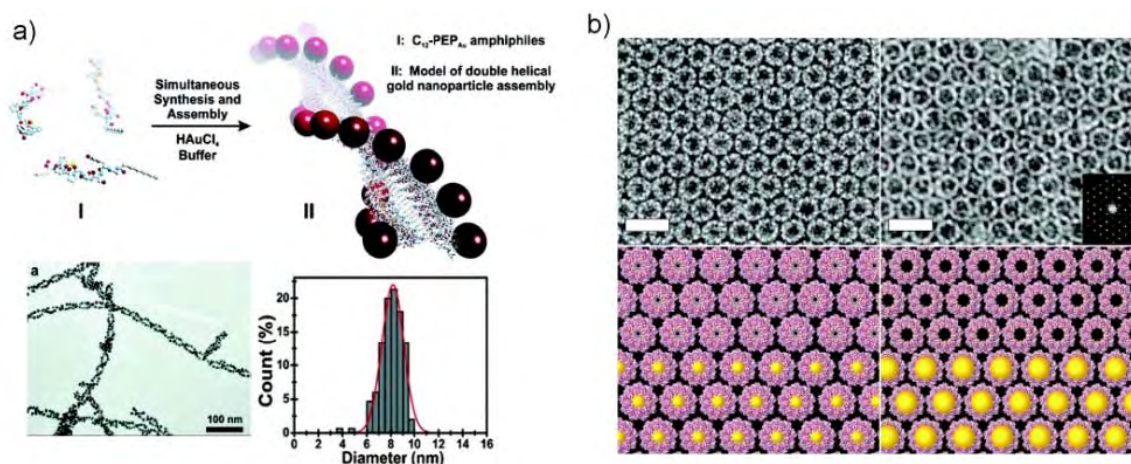 a)
I: C₁₂-PEP_Au amphiphiles
II: Model of double helical
gold nanoparticle assembly
Simultaneous
Synthesis and
Assembly
HAuCl₄
Buffer
I
II
a
100 nm
Count (%)
20
15
10
5
0
0 2 4 6 8 10 12 14 16
Diameter (nm)
b)